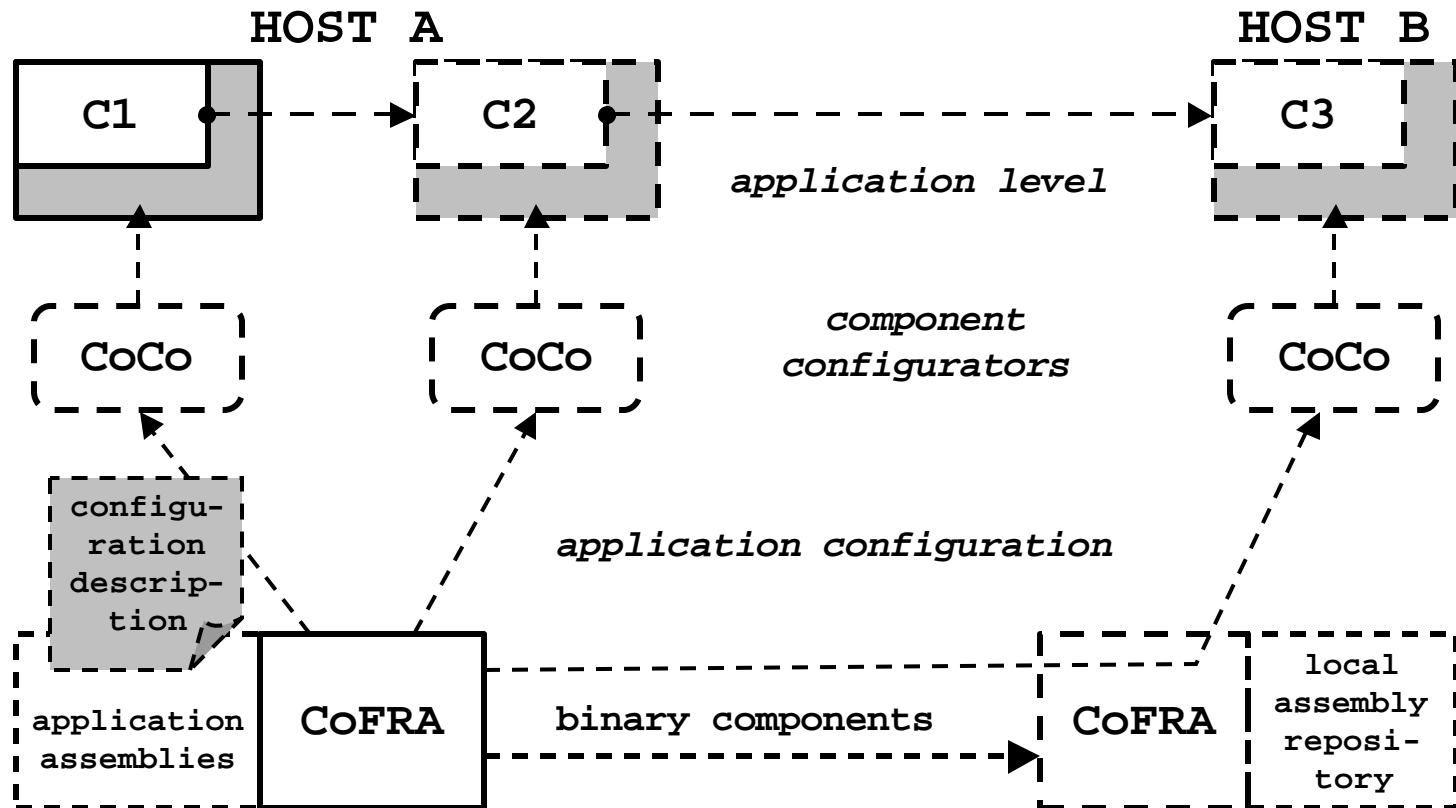 HOST A
HOST B
C1
C2
C3
application level
component
configurators
CoCo
CoCo
CoCo
configu-
ration
descrip-
tion
application configuration
application
assemblies
CoFRA
binary components
CoFRA
local
assembly
reposi-
tory